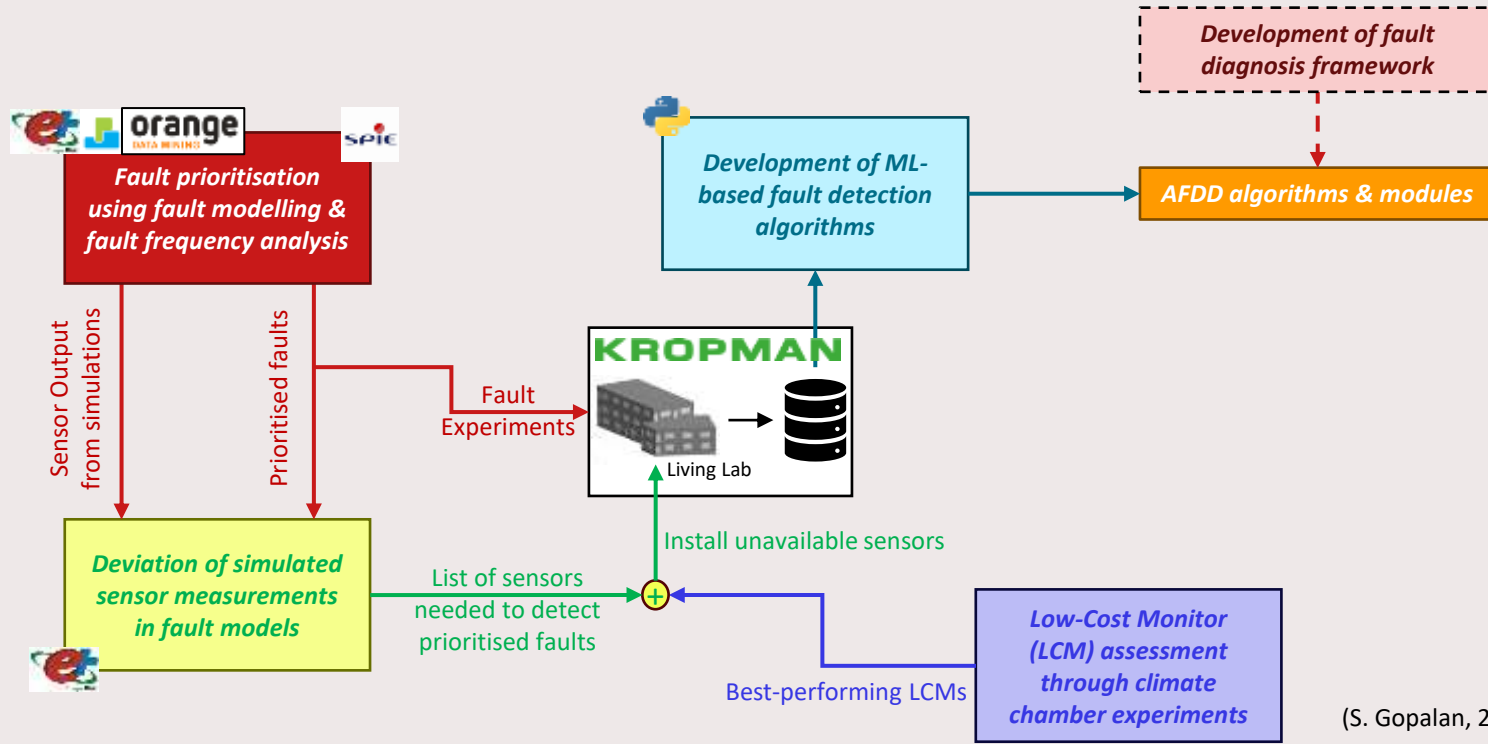 Development of fault
diagnosis framework
orange
DATA MINING
SPIE
Fault prioritisation
using fault modelling &
fault frequency analysis
Development of ML-
based fault detection
algorithms
AFDD algorithms & modules
Sensor Output
from simulations
Prioritised faults
Fault
Experiments
KROPMAN
Living Lab
Install unavailable sensors
Deviation of simulated
sensor measurements
in fault models
List of sensors
needed to detect
prioritised faults
+
Low-Cost Monitor
(LCM) assessment
through climate
chamber experiments
Best-performing LCMs
(S. Gopalan, 2